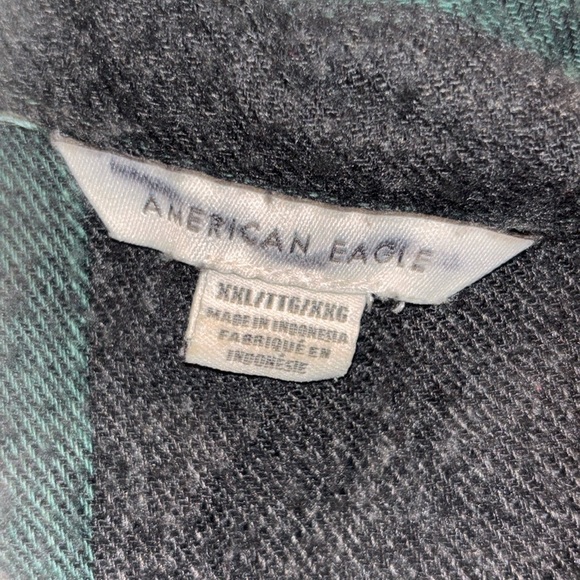 AMERICAN EAGLE
XXL/TTG/XXG
MADE IN INDONESIA
FABRIQUÉ EN
INDONÉSIE